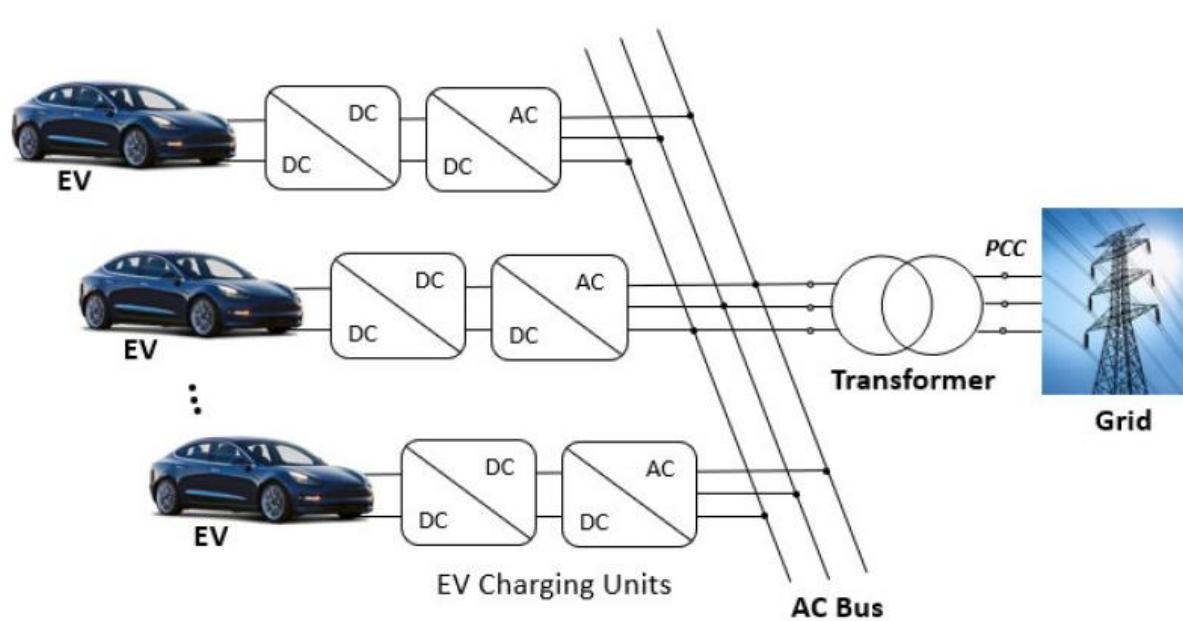 DC
AC
DC
DC
EV
DC
AC
PCC
DC
DC
EV
Transformer
Grid
DC
AC
DC
DC
EV
EV Charging Units
AC Bus